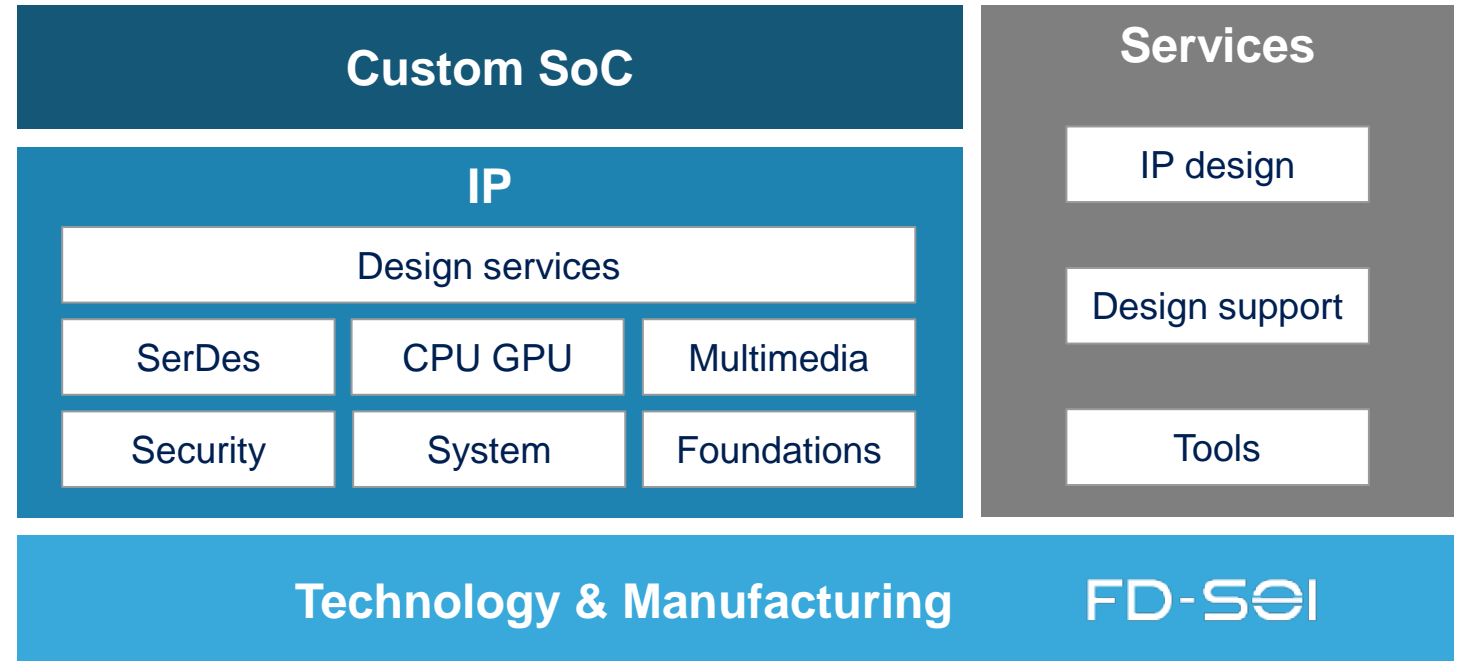 Custom SoC
IP
Design services
SerDes
CPU GPU
Multimedia
Security
System
Foundations
Services
IP design
Design support
Tools
Technology & Manufacturing
FD-SOI